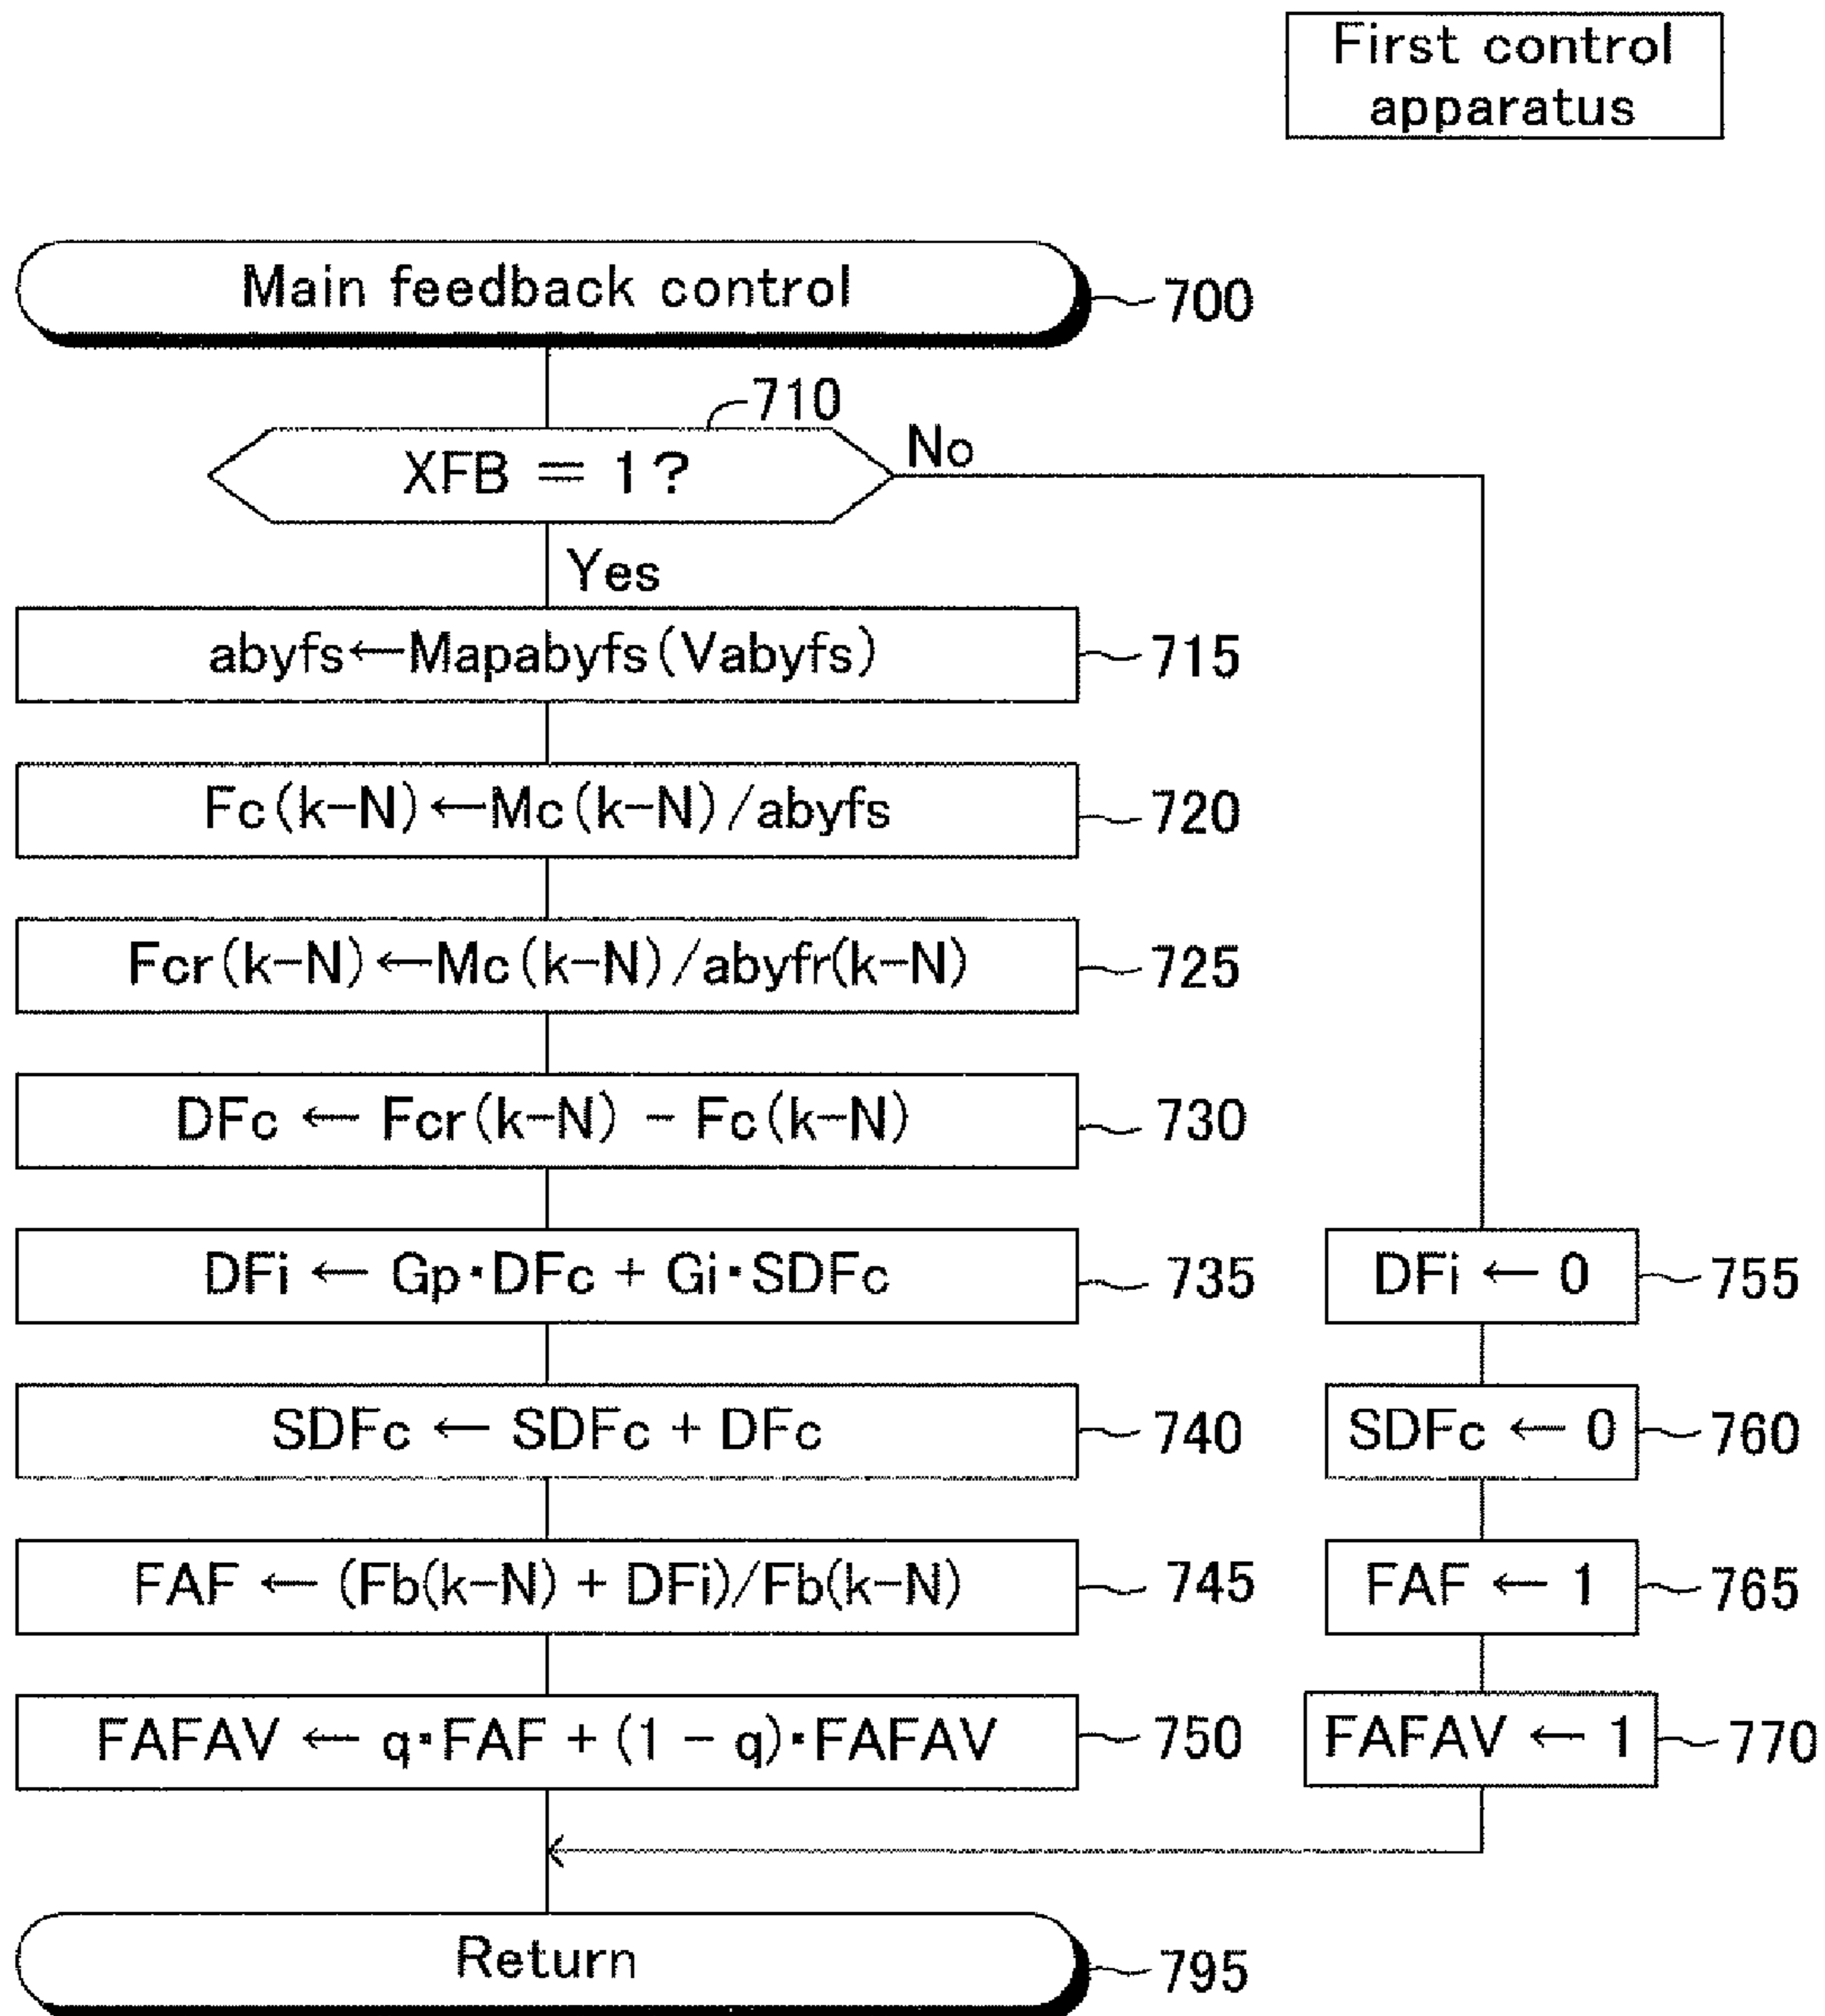 First control
apparatus
Main feedback control
700
710
XFB = 1?
No
Yes
abyfs←Mapabyfs(Vabyfs)
715
Fc(k-N)←Mc(k-N)/abyfs
720
Fcr(k-N)←Mc(k-N)/abyfr(k-N)
725
DFc ← Fcr(k-N) - Fc(k-N)
730
DFi ← Gp·DFc + Gi·SDFc
735
DFi ← 0
755
SDFc ← SDFc + DFc
740
SDFc ← 0
760
FAF ← (Fb(k-N) + DFi)/Fb(k-N)
745
FAF ← 1
765
FAFAV ← q·FAF + (1 - q)·FAFAV
750
FAFAV ← 1
770
Return
795